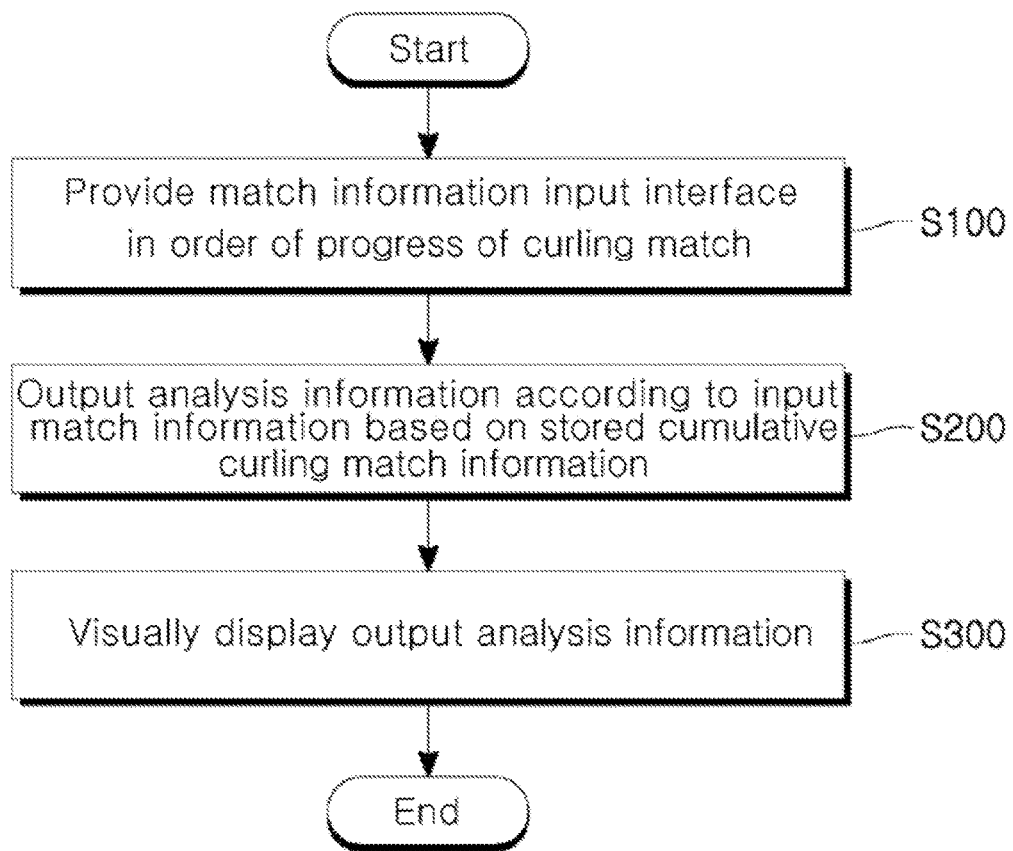 Start
Provide match information input interface
in order of progress of curling match
S100
Output analysis information according to input
match information based on stored cumulative
curling match information
S200
Visually display output analysis information
S300
End